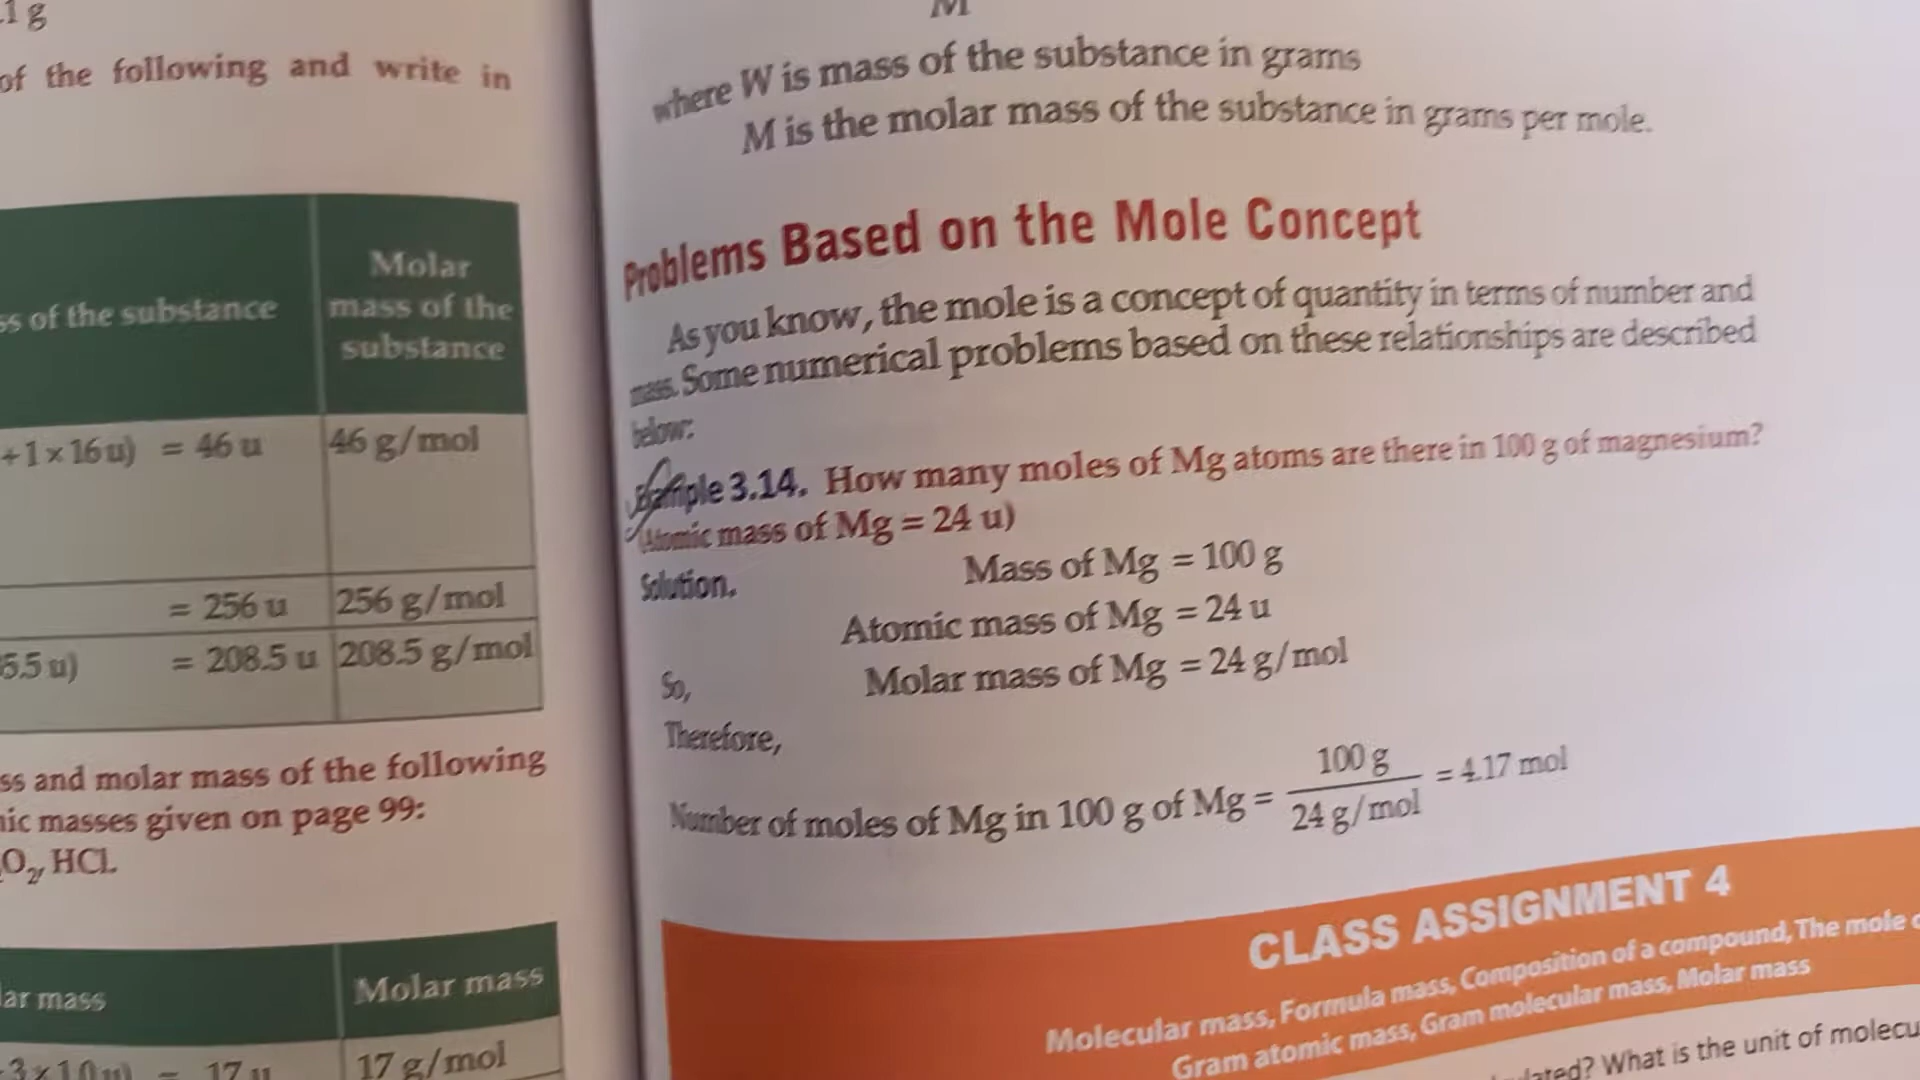 .1 g
of the following and write in
ss of the substance
Molar
mass of the
substance
+1×16u) = 46 u
46 g/mol
= 256 u
256 g/mol
5.5 u) = 208.5 u
208.5 g/mol
ss and molar mass of the following
nic masses given on page 99:
O₂, HCl.
lar mass
Molar mass
= 17 u
17 g/mol
M
where W is mass of the substance in grams
M is the molar mass of the substance in grams per mole.
Problems Based on the Mole Concept
As you know, the mole is a concept of quantity in terms of number and
mass. Some numerical problems based on these relationships are described
below:
Example 3.14. How many moles of Mg atoms are there in 100 g of magnesium?
(Atomic mass of Mg = 24 u)
Solution. Mass of Mg = 100 g
Atomic mass of Mg = 24 u
So, Molar mass of Mg = 24 g/mol
Therefore,
Number of moles of Mg in 100 g of Mg = 100 g / 24 g/mol = 4.17 mol
CLASS ASSIGNMENT 4
Molecular mass, Formula mass, Composition of a compound, The mole c
Gram atomic mass, Gram molecular mass, Molar mass
lated? What is the unit of molecu